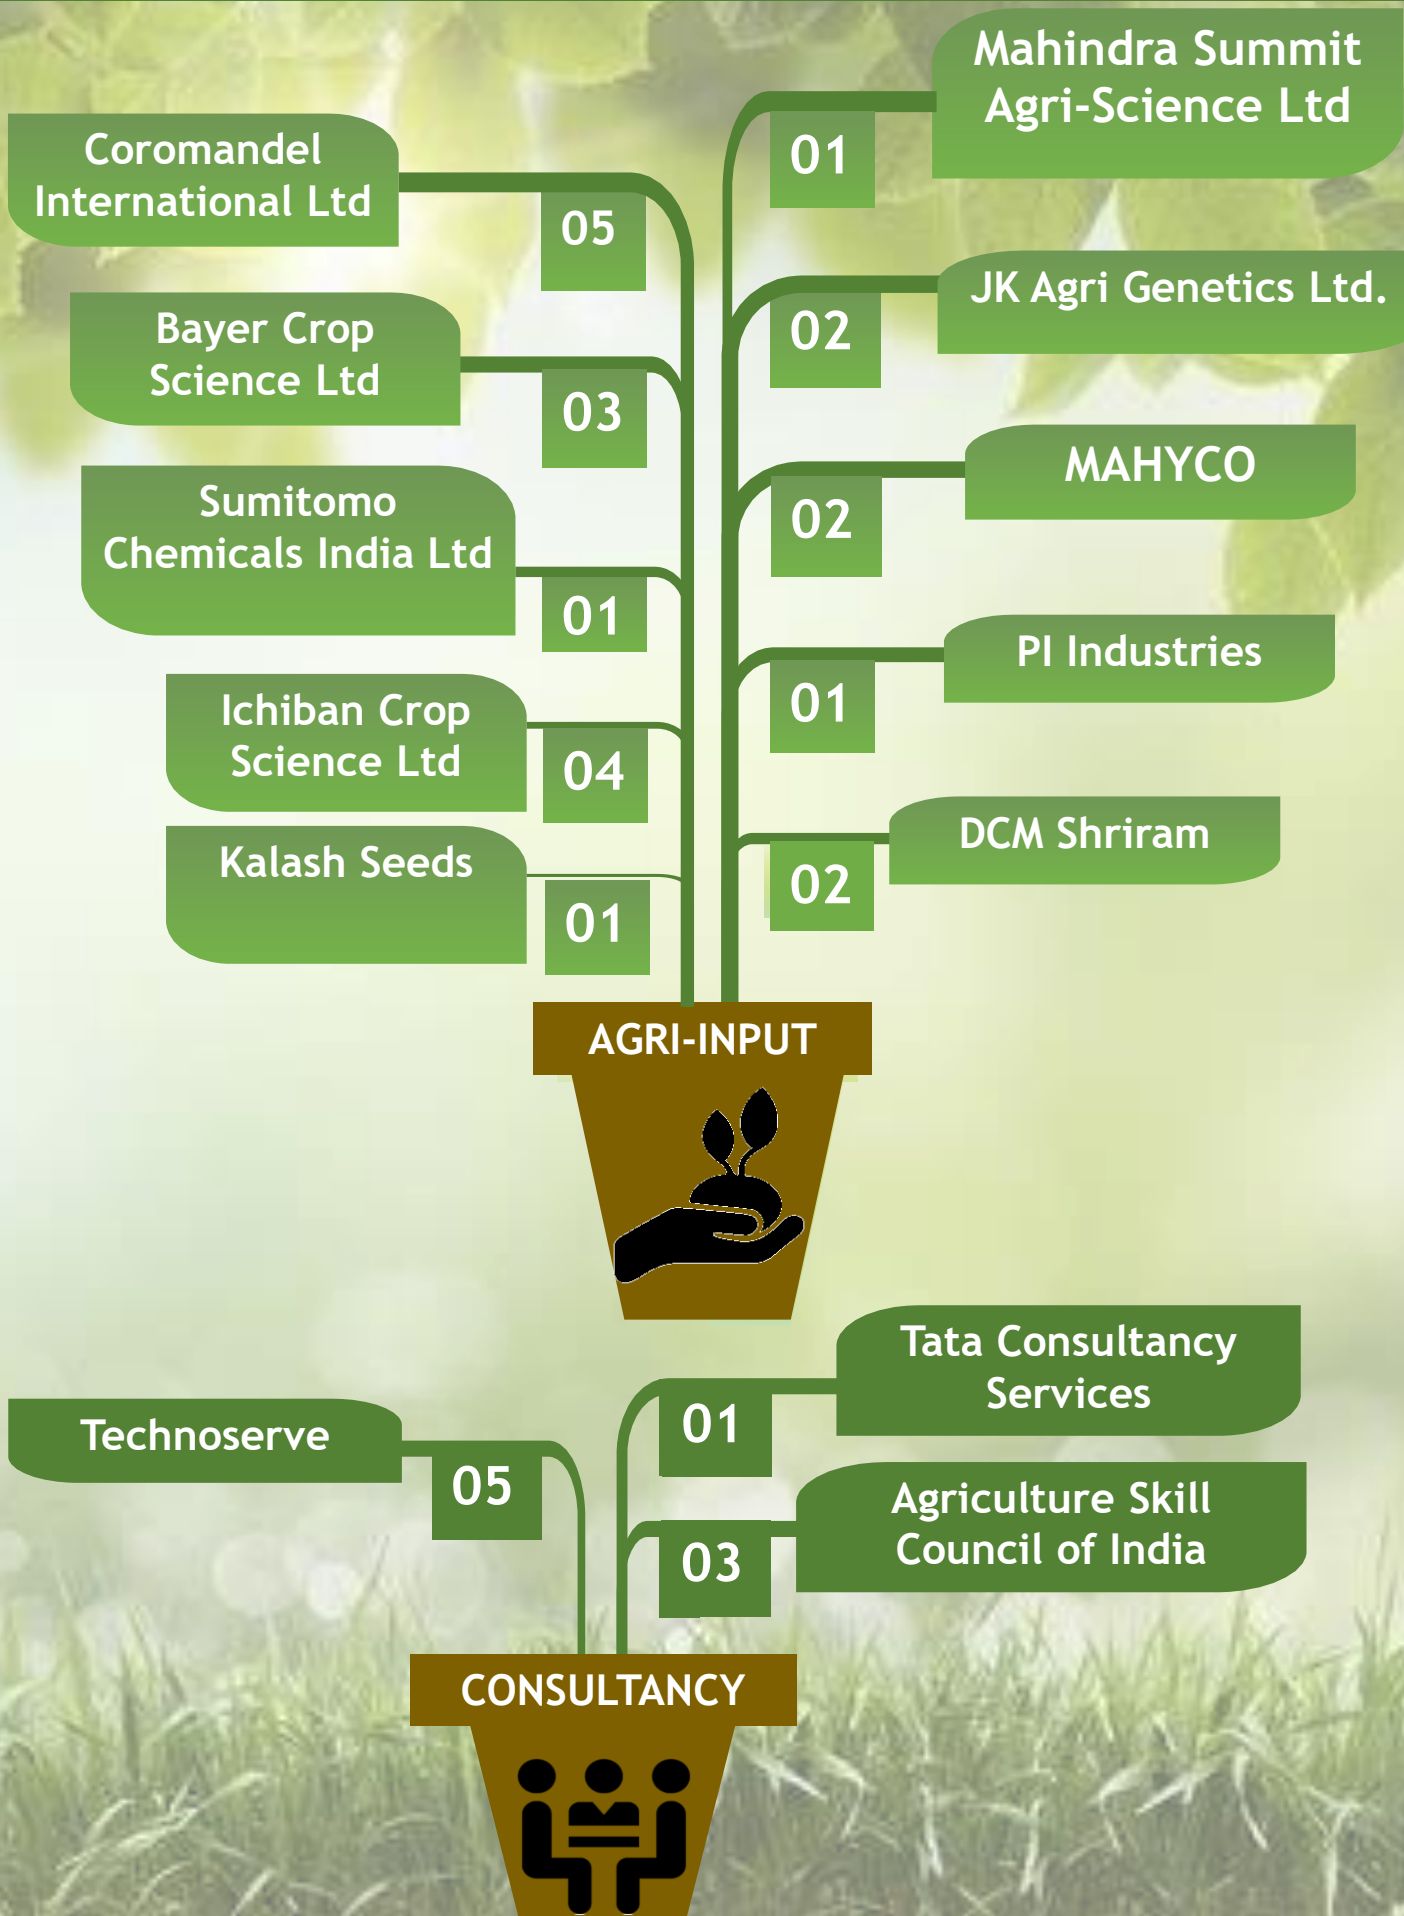 Coromandel
International Ltd
05
Bayer Crop
Science Ltd
03
Sumitomo
Chemicals India Ltd
01
Ichiban Crop
Science Ltd
04
Kalash Seeds
01
Mahindra Summit
Agri-Science Ltd
01
JK Agri Genetics Ltd.
02
MAHYCO
02
PI Industries
01
DCM Shriram
02
AGRI-INPUT
Technoserve
05
Tata Consultancy
Services
01
Agriculture Skill
Council of India
03
CONSULTANCY